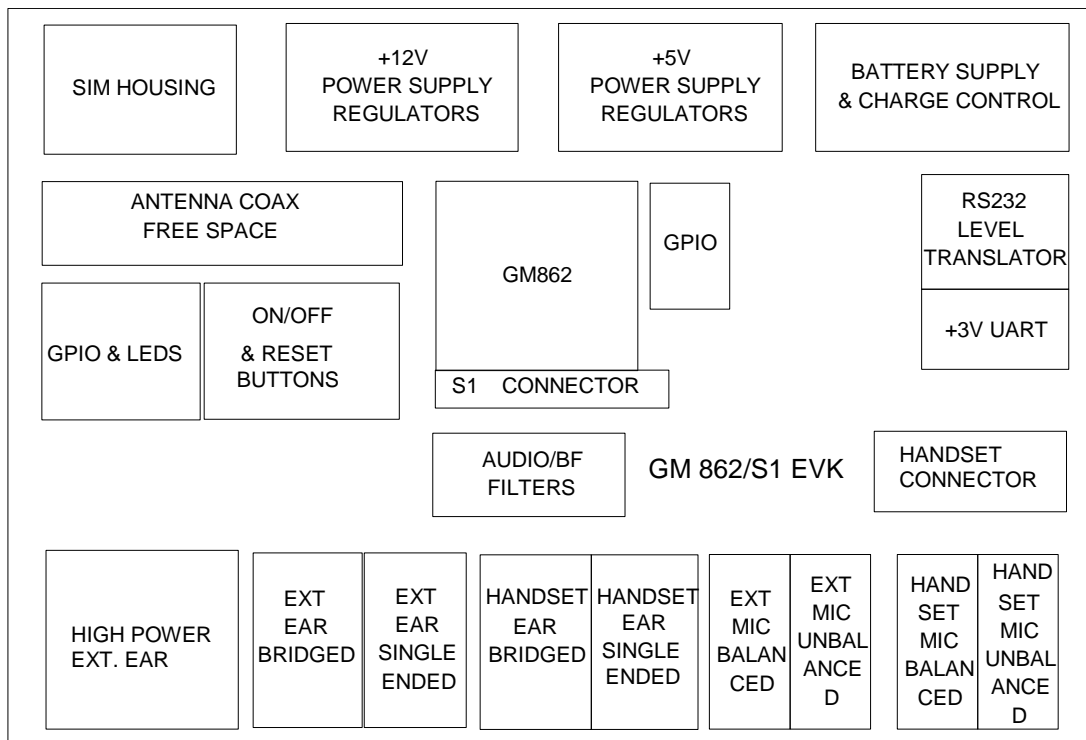 SIM HOUSING
+12V
POWER SUPPLY
REGULATORS
+5V
POWER SUPPLY
REGULATORS
BATTERY SUPPLY
& CHARGE CONTROL
ANTENNA COAX
FREE SPACE
GM862
GPIO
RS232
LEVEL
TRANSLATOR
+3V UART
GPIO & LEDS
ON/OFF
& RESET
BUTTONS
S1 CONNECTOR
AUDIO/BF
FILTERS
GM 862/S1 EVK
HANDSET
CONNECTOR
HIGH POWER
EXT. EAR
EXT
EAR
BRIDGED
EXT
EAR
SINGLE
ENDED
HANDSET
EAR
BRIDGED
HANDSET
EAR
SINGLE
ENDED
EXT
MIC
BALAN
CED
EXT
MIC
UNBAL
ANCE
D
HAND
SET
MIC
BALAN
CED
HAND
SET
MIC
UNBAL
ANCE
D